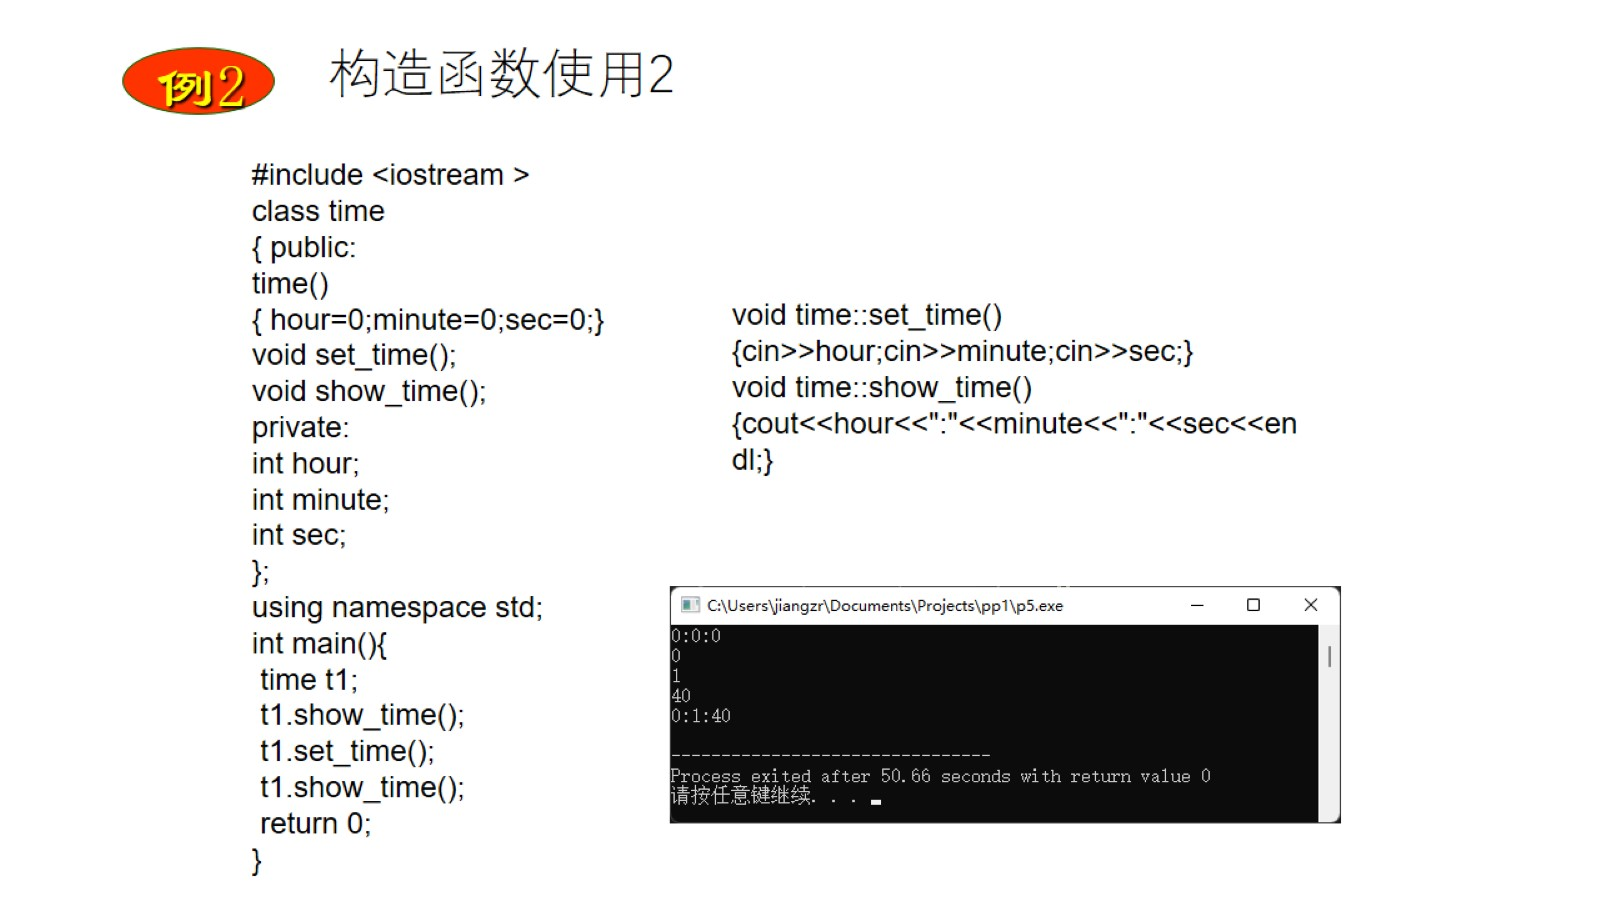 例2
构造函数使用2
#include <iostream >
class time
{ public:
time()
{ hour=0;minute=0;sec=0;}
void set_time();
void show_time();
private:
int hour;
int minute;
int sec;
};
using namespace std;
int main(){
time t1;
t1.show_time();
t1.set_time();
t1.show_time();
return 0;
}
void time::set_time()
{cin>>hour;cin>>minute;cin>>sec;}
void time::show_time()
{cout<<hour<<":"<<minute<<":"<<sec<<en
dl;}
C:\Users\jiangzr\Documents\Projects\pp1\p5.exe
0:0:0
0
1
40
0:1:40
--------------------------------
Process exited after 50.66 seconds with return value 0
请按任意键继续. . .